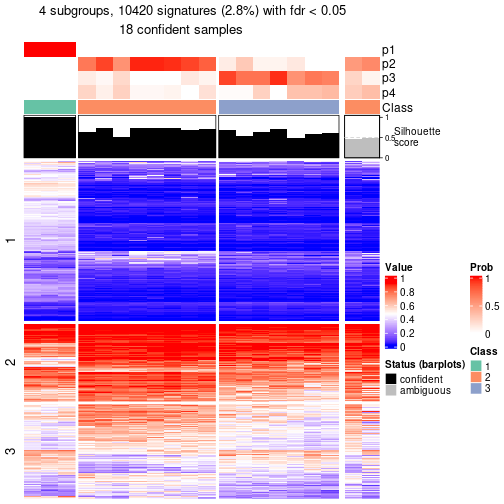 4 subgroups, 10420 signatures (2.8%) with fdr < 0.05
18 confident samples
p1
p2
p3
p4
Class
1
0.5
0
Silhouette
score
1
2
3
Value
1
0.8
0.6
0.4
0.2
0
Status (barplots)
confident
ambiguous
Prob
1
0.5
0
Class
1
2
3